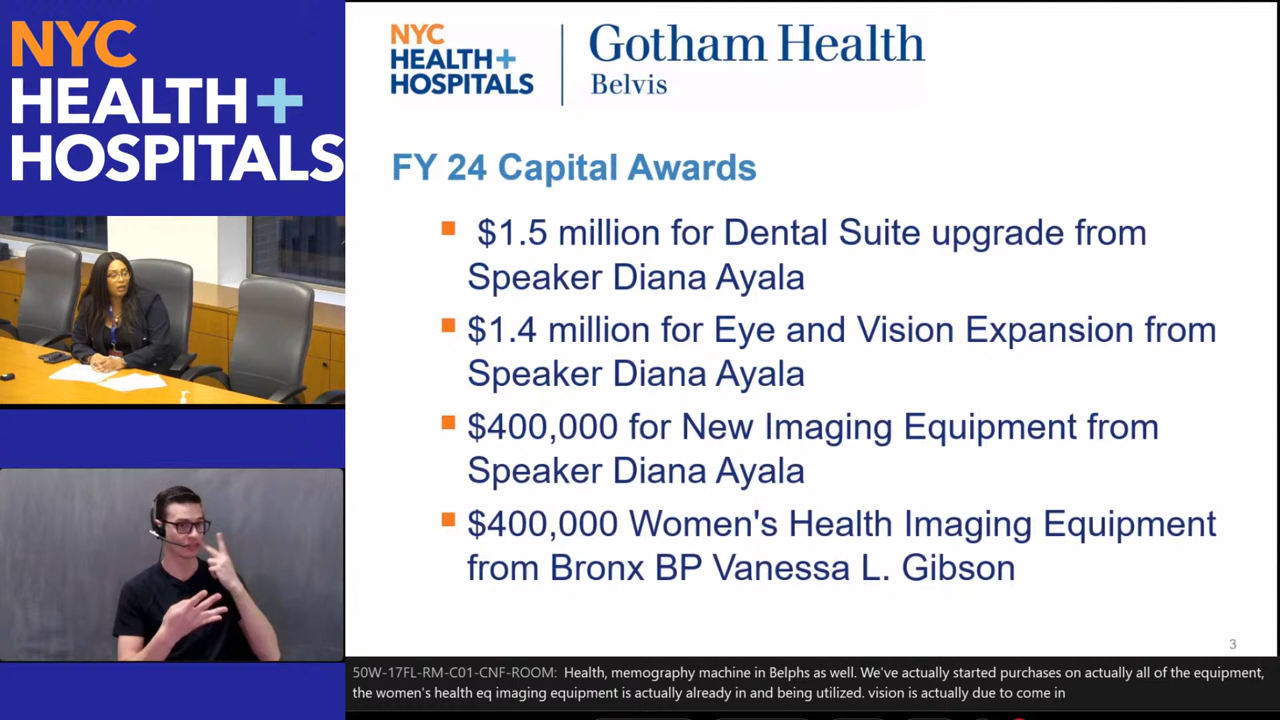 NYC
HEALTH+
HOSPITALS
NYC
HEALTH+
HOSPITALS
Gotham Health
Belvis
FY 24 Capital Awards
$1.5 million for Dental Suite upgrade from
Speaker Diana Ayala
$1.4 million for Eye and Vision Expansion from
Speaker Diana Ayala
$400,000 for New Imaging Equipment from
Speaker Diana Ayala
$400,000 Women's Health Imaging Equipment
from Bronx BP Vanessa L. Gibson
3
50W-17FL-RM-C01-CNF-ROOM: Health, memography machine in Belphs as well. We've actually started purchases on actually all of the equipment,
the women's health eq imaging equipment is actually already in and being utilized. vision is actually due to come in